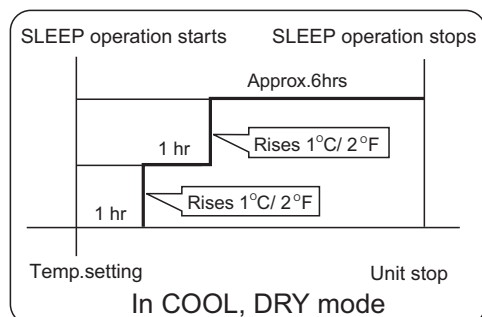 SLEEP operation starts SLEEP operation stops
Approx.6hrs
1 hr Rises 1°C/ 2°F
1 hr Rises 1°C/ 2°F
Temp.setting Unit stop
In COOL, DRY mode